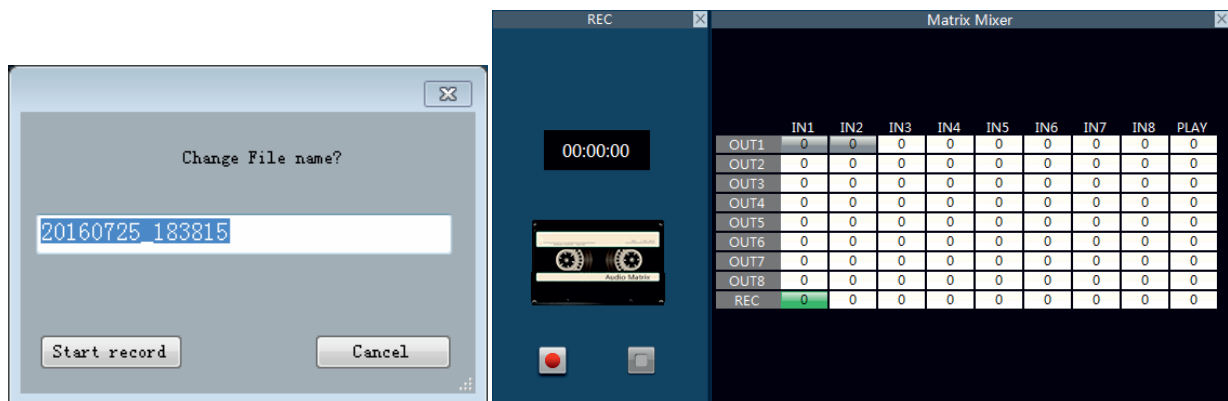 Change File name?
20160725_183815
Start record Cancel
REC
00:00:00
Audio Matrix
Matrix Mixer
IN1 IN2 IN3 IN4 IN5 IN6 IN7 IN8 PLAY
OUT1 0 0 0 0 0 0 0 0 0
OUT2 0 0 0 0 0 0 0 0 0
OUT3 0 0 0 0 0 0 0 0 0
OUT4 0 0 0 0 0 0 0 0 0
OUT5 0 0 0 0 0 0 0 0 0
OUT6 0 0 0 0 0 0 0 0 0
OUT7 0 0 0 0 0 0 0 0 0
OUT8 0 0 0 0 0 0 0 0 0
REC 0 0 0 0 0 0 0 0 0